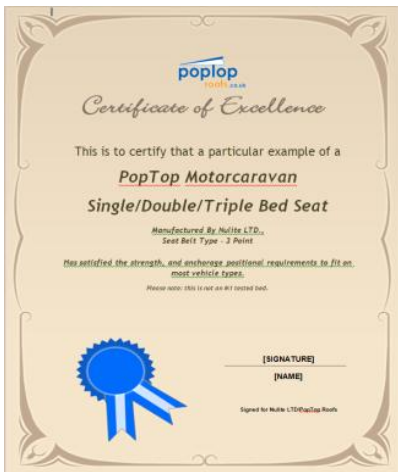 poptop
roofs.co.uk
Certificate of Excellence
This is to certify that a particular example of a
PopTop Motorcaravan
Single/Double/Triple Bed Seat
Manufactured By Nulite LTD.,
Seat Belt Type - 3 Point
Has satisfied the strength, and anchorage positional requirements to fit on
most vehicle types.
Please note: this is not an M1 tested bed.
[SIGNATURE]
[NAME]
Signed for Nulite LTD/PopTop Roofs